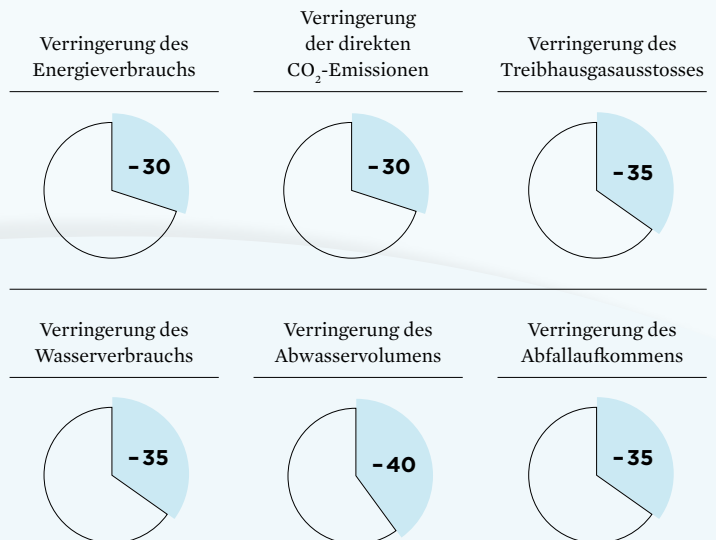 Verringerung des
Energieverbrauchs
Verringerung
der direkten
CO₂-Emissionen
Verringerung des
Treibhausgasausstosses
–30
–30
–35
Verringerung des
Wasserverbrauchs
Verringerung des
Abwasservolumens
Verringerung des
Abfallaufkommens
–35
–40
–35